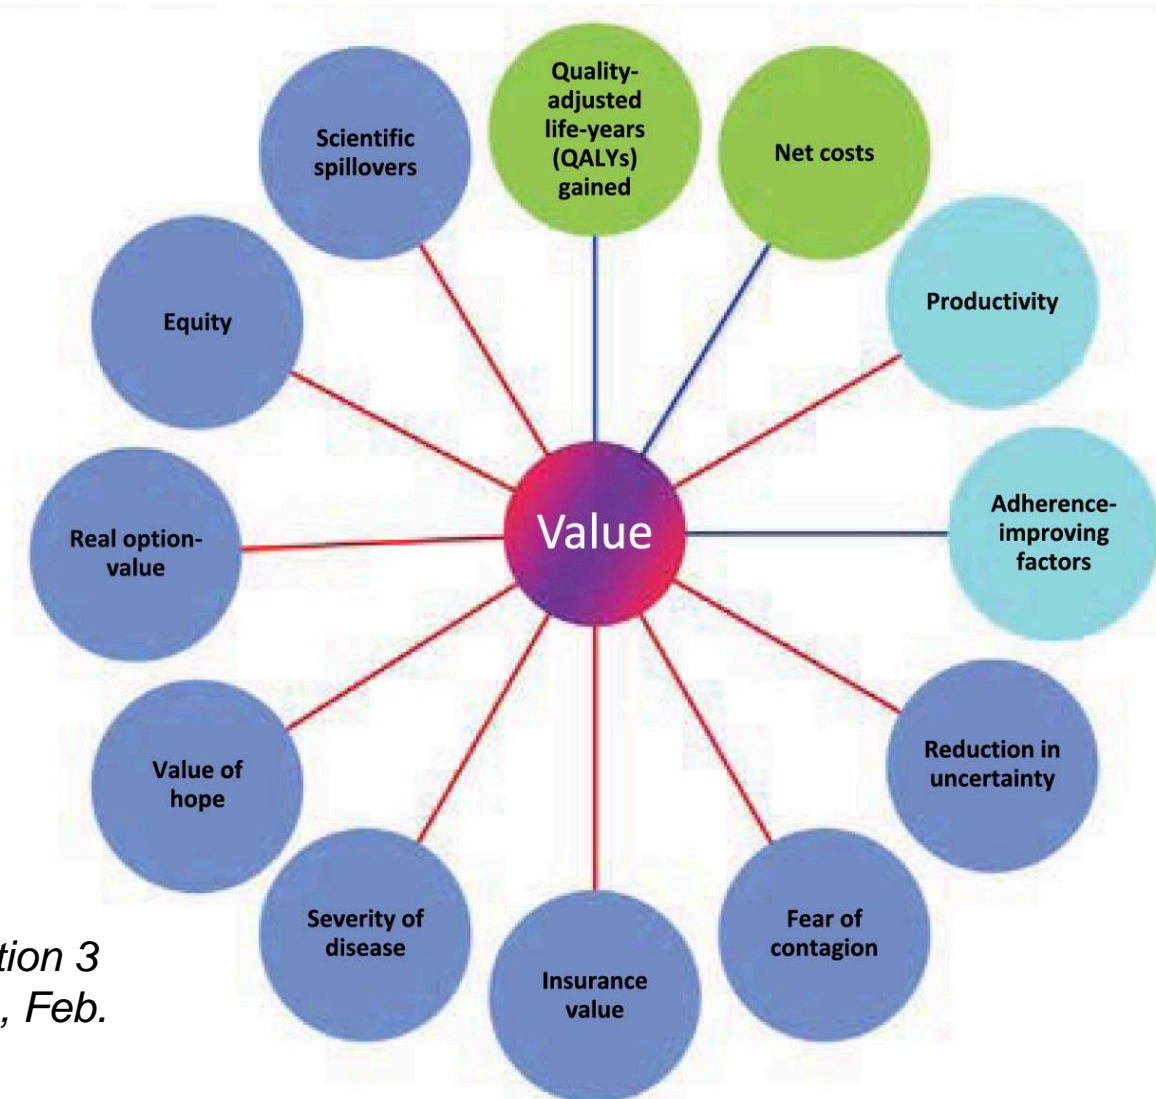 Quality-
adjusted
life-years
(QALYs)
gained
Net costs
Productivity
Adherence-
improving
factors
Reduction in
uncertainty
Fear of
contagion
Insurance
value
Severity of
disease
Value of
hope
Real option-
value
Equity
Scientific
spillovers
Value
3
, Feb.